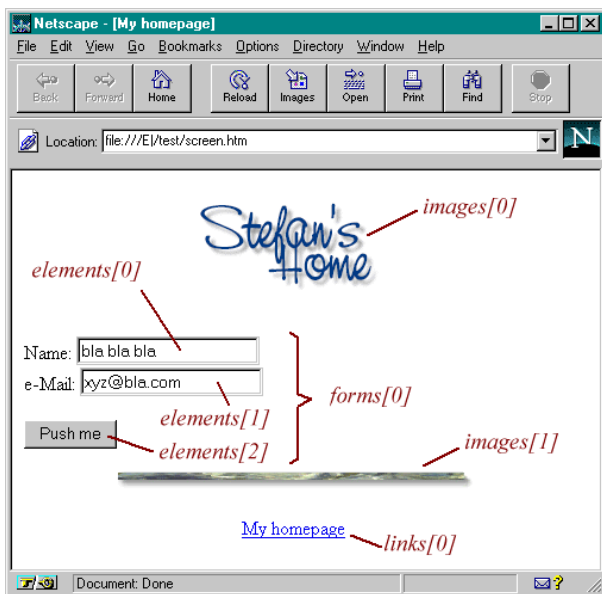 Netscape - [My homepage]
File Edit View Go Bookmarks Options Directory Window Help
Back Forward Home Reload Images Open Print Find Stop
Location: file:///E|/test/screen.htm
N
images[0]
Stefan's
Home
elements[0]
Name: bla bla bla
e-Mail: xyz@bla.com
forms[0]
elements[1]
Push me
elements[2]
images[1]
My homepage
links[0]
Document: Done
?